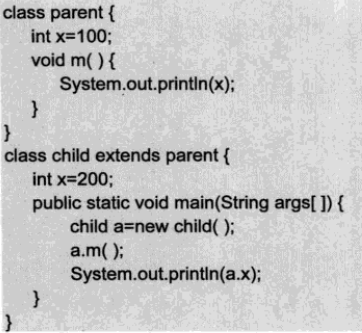 class parent {
int x=100;
void m( ) {
System.out.println(x);
}
}
class child extends parent {
int x=200;
public static void main(String args[ ]) {
child a=new child( );
a.m( );
System.out.println(a.x);
}
}